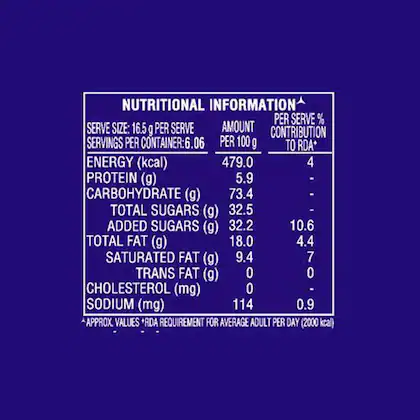 NUTRITIONAL INFORMATION^
SERVE SIZE: 16.5 g PER SERVE
SERVINGS PER CONTAINER:6.06
AMOUNT
PER 100 g
PER SERVE %
CONTRIBUTION
TO RDA*
ENERGY (kcal) 479.0 4
PROTEIN (g) 5.9 -
CARBOHYDRATE (g) 73.4 -
TOTAL SUGARS (g) 32.5 -
ADDED SUGARS (g) 32.2 10.6
TOTAL FAT (g) 18.0 4.4
SATURATED FAT (g) 9.4 7
TRANS FAT (g) 0 0
CHOLESTEROL (mg) 0 -
SODIUM (mg) 114 0.9
^APPROX. VALUES *RDA REQUIREMENT FOR AVERAGE ADULT PER DAY (2000 kcal)